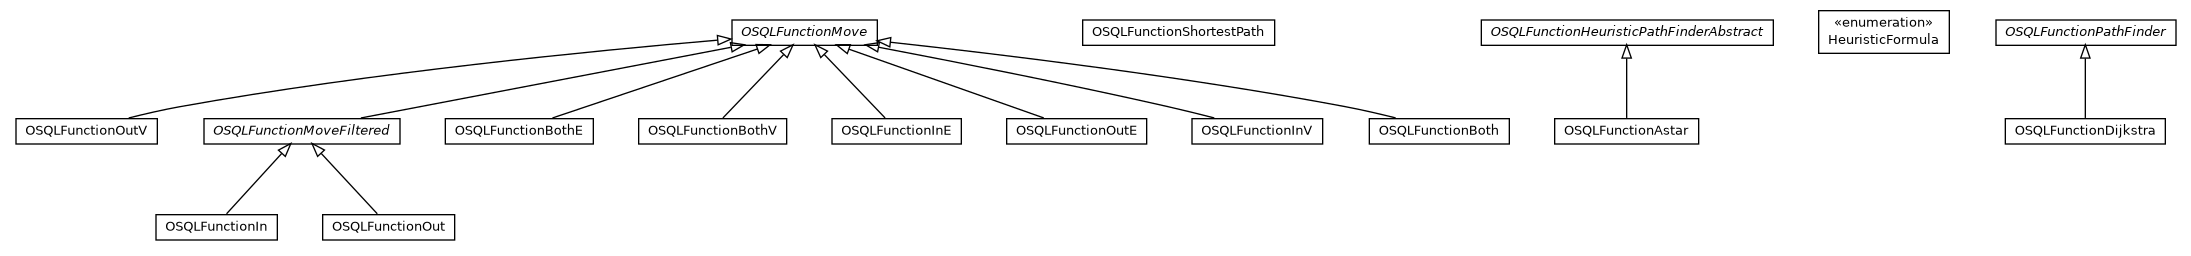 OSQLFunctionMove
OSQLFunctionShortestPath
OSQLFunctionHeuristicPathFinderAbstract
«enumeration»
HeuristicFormula
OSQLFunctionPathFinder
OSQLFunctionOutV
OSQLFunctionMoveFiltered
OSQLFunctionBothE
OSQLFunctionBothV
OSQLFunctionInE
OSQLFunctionOutE
OSQLFunctionInV
OSQLFunctionBoth
OSQLFunctionAstar
OSQLFunctionDijkstra
OSQLFunctionIn
OSQLFunctionOut